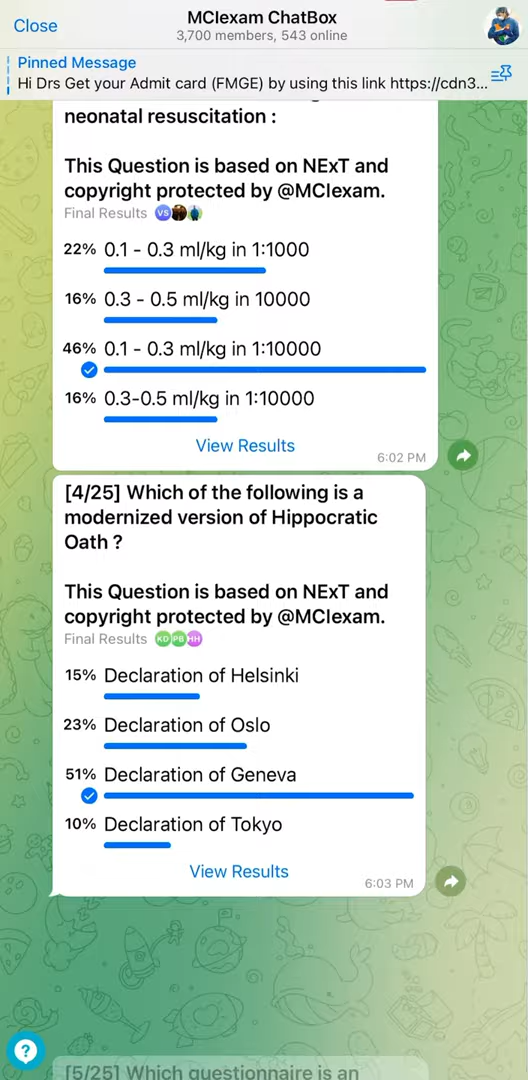 Close
MCIexam ChatBox
3,700 members, 543 online
Pinned Message
Hi Drs Get your Admit card (FMGE) by using this link https://cdn3...
neonatal resuscitation :
This Question is based on NExT and
copyright protected by @MCIexam.
Final Results VS
22% 0.1 - 0.3 ml/kg in 1:1000
16% 0.3 - 0.5 ml/kg in 10000
46% 0.1 - 0.3 ml/kg in 1:10000
16% 0.3-0.5 ml/kg in 1:10000
View Results
6:02 PM
[4/25] Which of the following is a
modernized version of Hippocratic
Oath ?
This Question is based on NExT and
copyright protected by @MCIexam.
Final Results KD PB HH
15% Declaration of Helsinki
23% Declaration of Oslo
51% Declaration of Geneva
10% Declaration of Tokyo
View Results
6:03 PM
?
[5/25] Which questionnaire is an